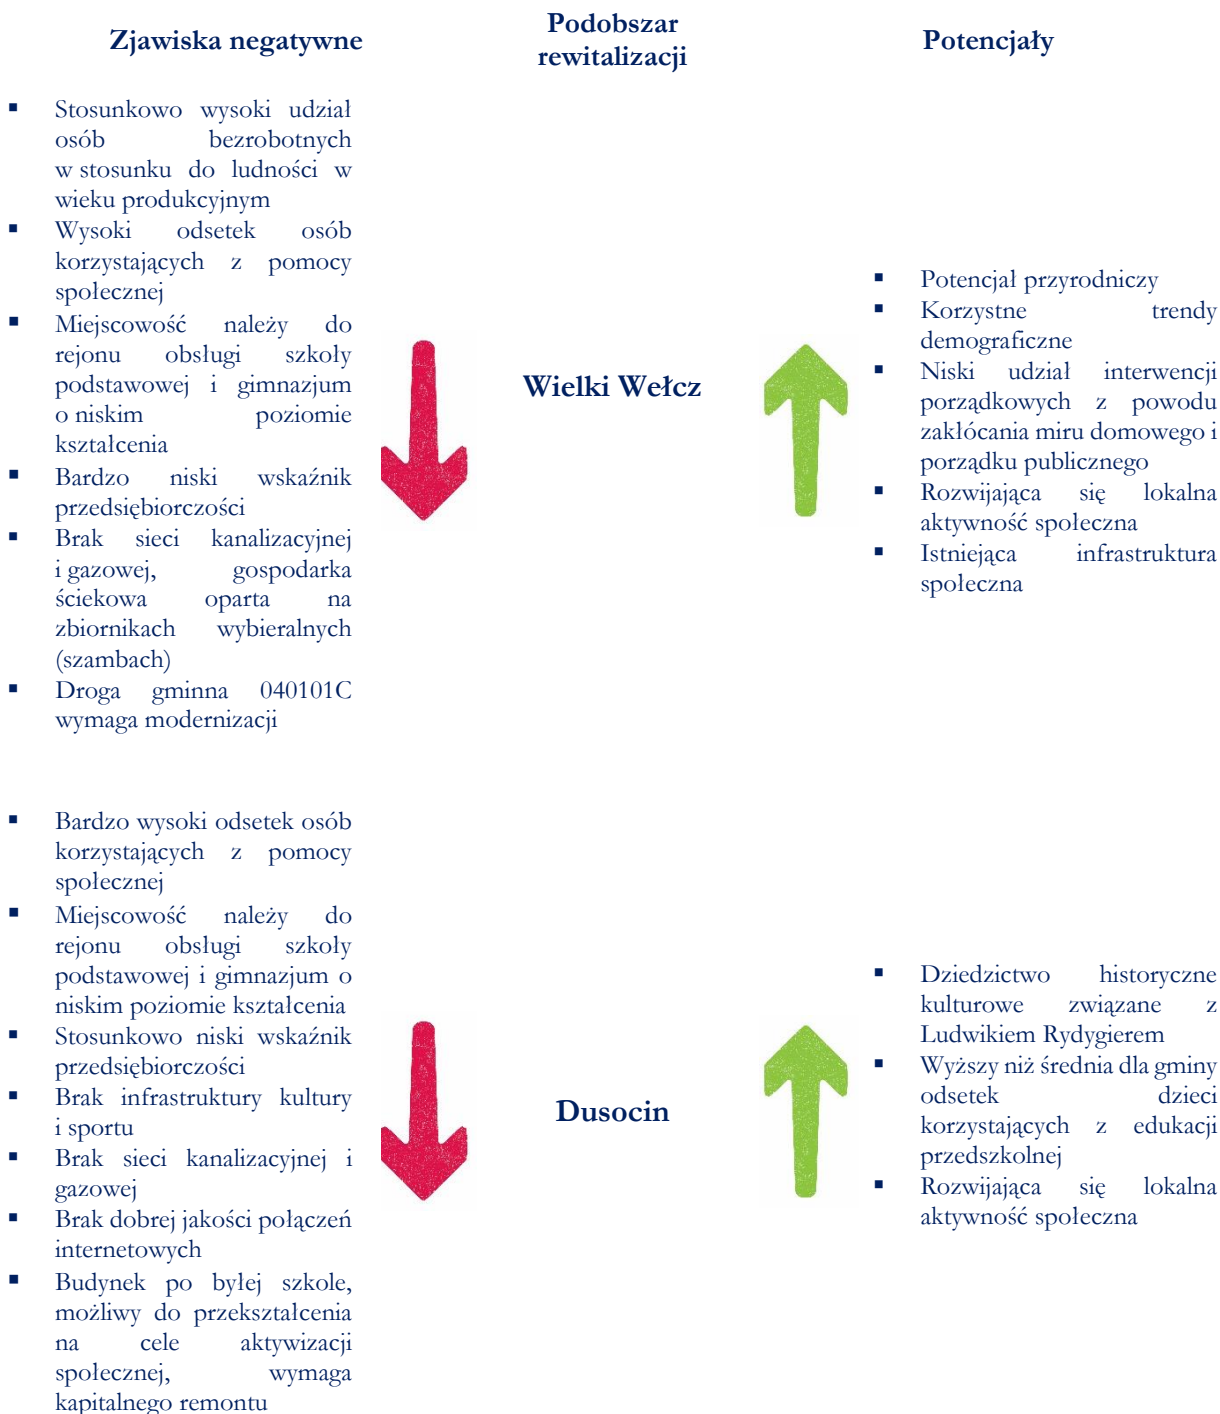 Zjawiska negatywne
Podobszar
rewitalizacji
Potencjały
▪ Stosunkowo wysoki udział
osób bezrobotnych
w stosunku do ludności w
wieku produkcyjnym
▪ Wysoki odsetek osób
korzystających z pomocy
społecznej
▪ Miejscowość należy do
rejonu obsługi szkoły
podstawowej i gimnazjum
o niskim poziomie
kształcenia
▪ Bardzo niski wskaźnik
przedsiębiorczości
▪ Brak sieci kanalizacyjnej
i gazowej, gospodarka
ściekowa oparta na
zbiornikach wybieralnych
(szambach)
▪ Droga gminna 040101C
wymaga modernizacji
Wielki Wełcz
▪ Potencjał przyrodniczy
▪ Korzystne trendy
demograficzne
▪ Niski udział interwencji
porządkowych z powodu
zakłócania miru domowego i
porządku publicznego
▪ Rozwijająca się lokalna
aktywność społeczna
▪ Istniejąca infrastruktura
społeczna
▪ Bardzo wysoki odsetek osób
korzystających z pomocy
społecznej
▪ Miejscowość należy do
rejonu obsługi szkoły
podstawowej i gimnazjum o
niskim poziomie kształcenia
▪ Stosunkowo niski wskaźnik
przedsiębiorczości
▪ Brak infrastruktury kultury
i sportu
▪ Brak sieci kanalizacyjnej i
gazowej
▪ Brak dobrej jakości połączeń
internetowych
▪ Budynek po byłej szkole,
możliwy do przekształcenia
na cele aktywizacji
społecznej, wymaga
kapitalnego remontu
Dusocin
▪ Dziedzictwo historyczne
kulturowe związane z
Ludwikiem Rydygierem
▪ Wyższy niż średnia dla gminy
odsetek dzieci
korzystających z edukacji
przedszkolnej
▪ Rozwijająca się lokalna
aktywność społeczna